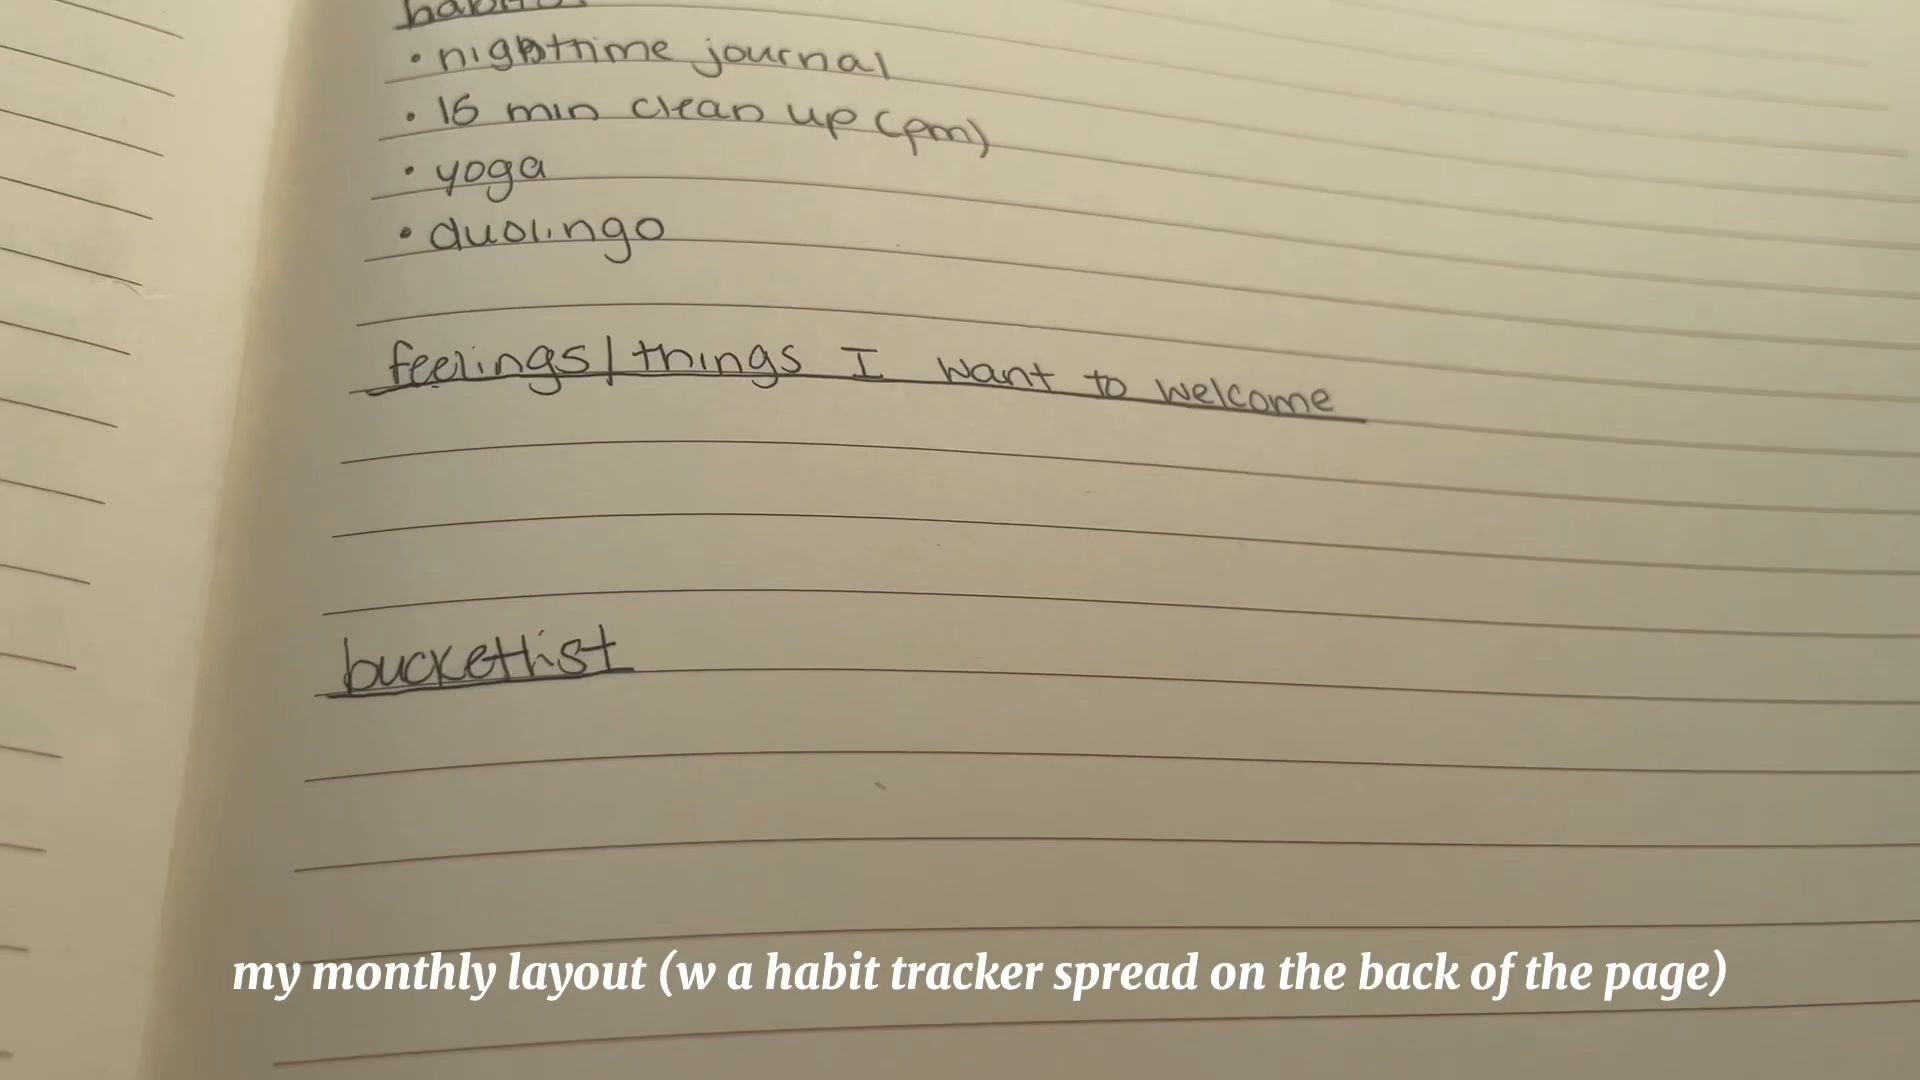 habits
• nighttime journal
• 15 min clean up (pm)
• yoga
• duolingo
feelings/things I want to welcome
bucketlist
my monthly layout (w a habit tracker spread on the back of the page)